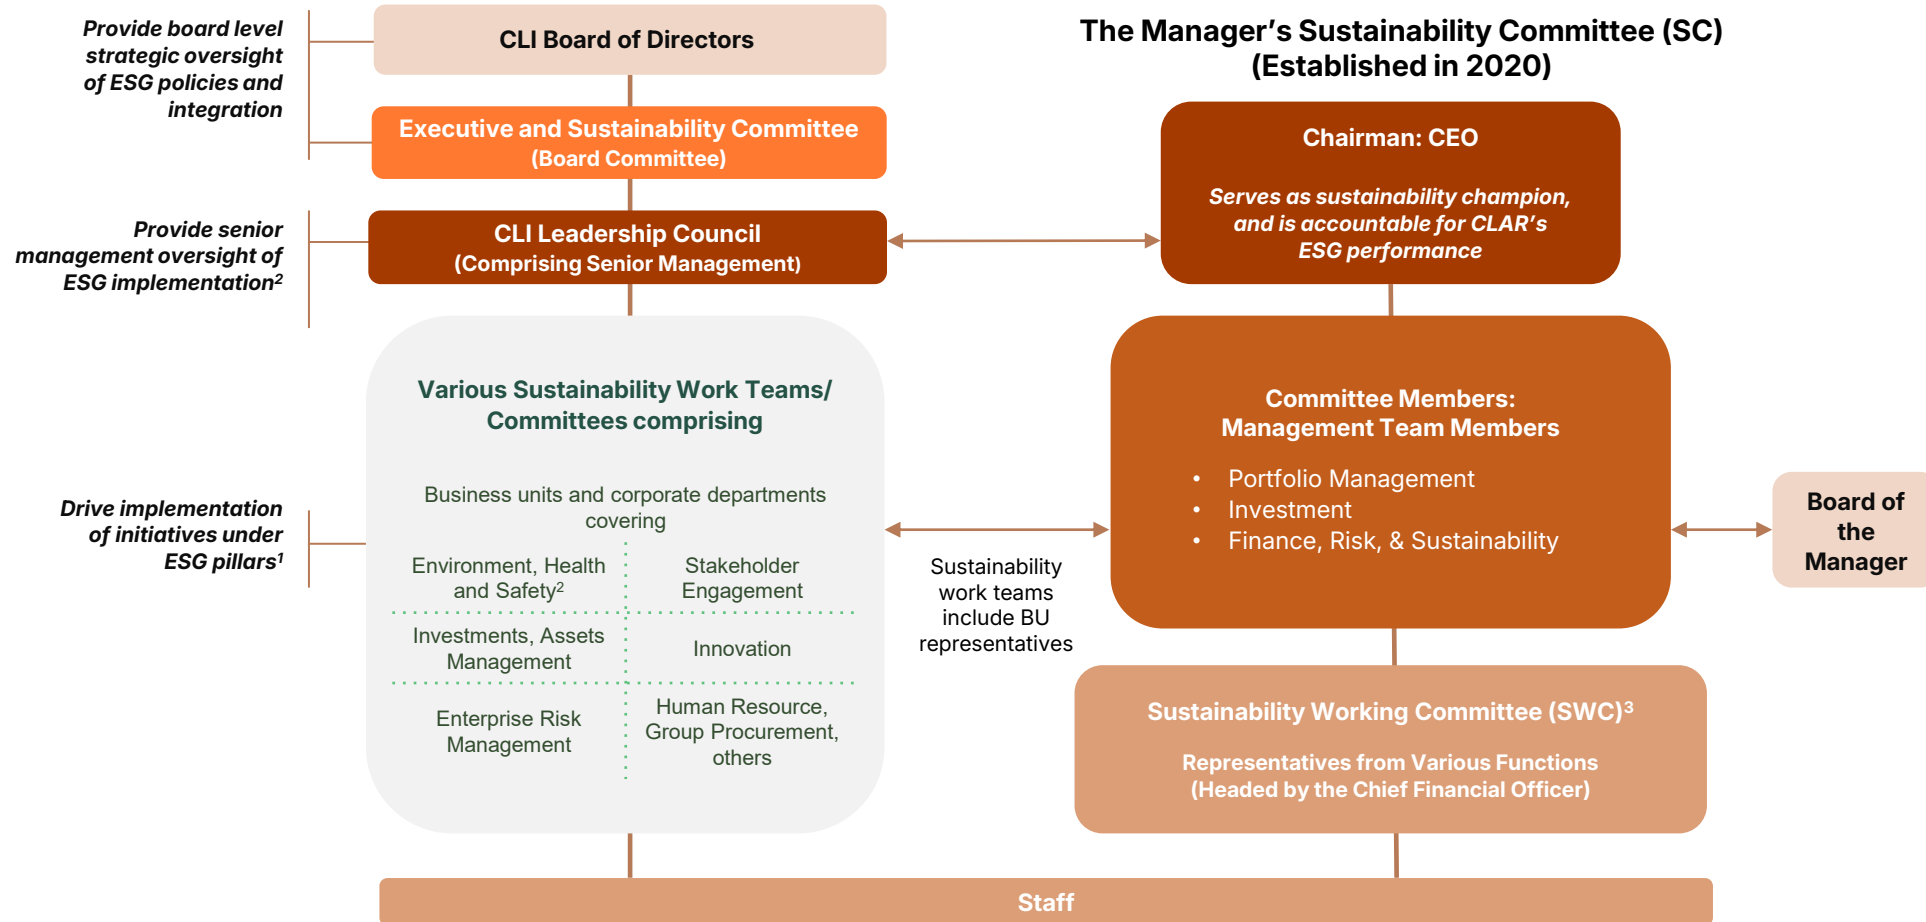 Provide board level
strategic oversight
of ESG policies and
integration
CLI Board of Directors
Executive and Sustainability Committee
(Board Committee)
Provide senior
management oversight of
ESG implementation²
CLI Leadership Council
(Comprising Senior Management)
Drive implementation
of initiatives under
ESG pillars¹
Various Sustainability Work Teams/
Committees comprising
Business units and corporate departments
covering
Environment, Health
and Safety²
Stakeholder
Engagement
Investments, Assets
Management
Innovation
Enterprise Risk
Management
Human Resource,
Group Procurement,
others
Sustainability
work teams
include BU
representatives
The Manager's Sustainability Committee (SC)
(Established in 2020)
Chairman: CEO
Serves as sustainability champion,
and is accountable for CLAR's
ESG performance
Committee Members:
Management Team Members
• Portfolio Management
• Investment
• Finance, Risk, & Sustainability
Board of
the
Manager
Sustainability Working Committee (SWC)³
Representatives from Various Functions
(Headed by the Chief Financial Officer)
Staff